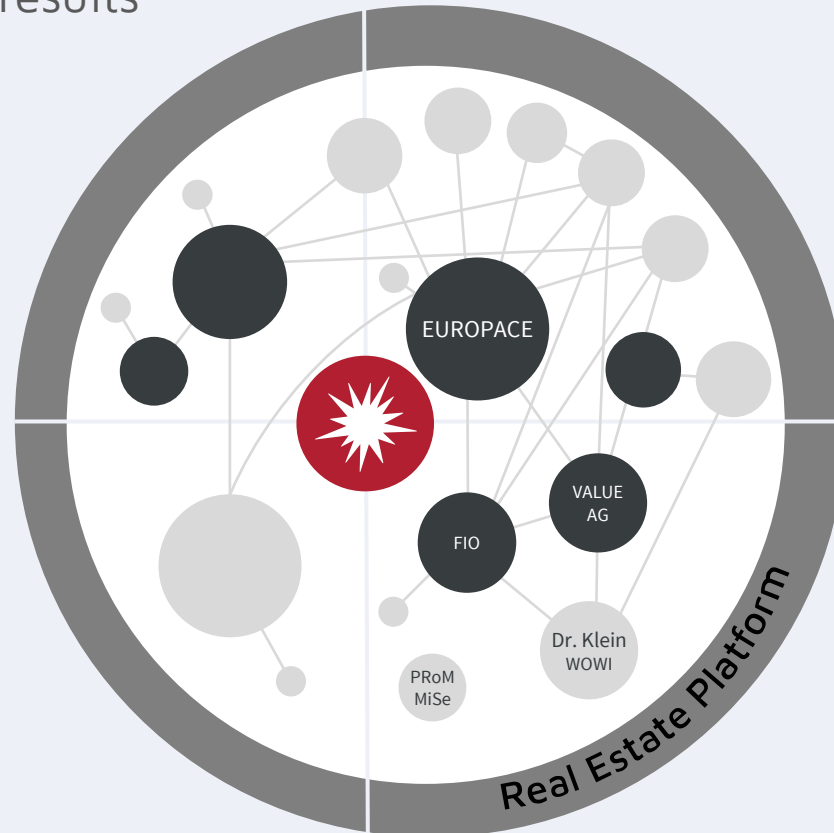 results
EUROPACE
VALUE
AG
FIO
Dr. Klein
WOWI
PRoM
MiSe
Real Estate Platform